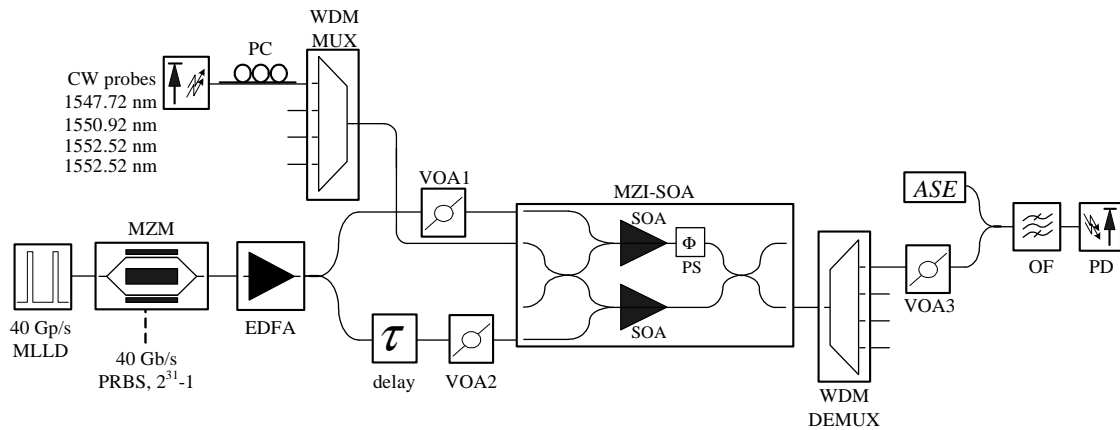 WDM
MUX
PC
CW probes
1547.72 nm
1550.92 nm
1552.52 nm
1552.52 nm
VOA1
MZI-SOA
SOA
Φ
PS
SOA
ASE
MZM
EDFA
OF
PD
VOA3
40 Gp/s
MLLD
40 Gb/s
PRBS, 2³¹-1
τ
delay
VOA2
WDM
DEMUX